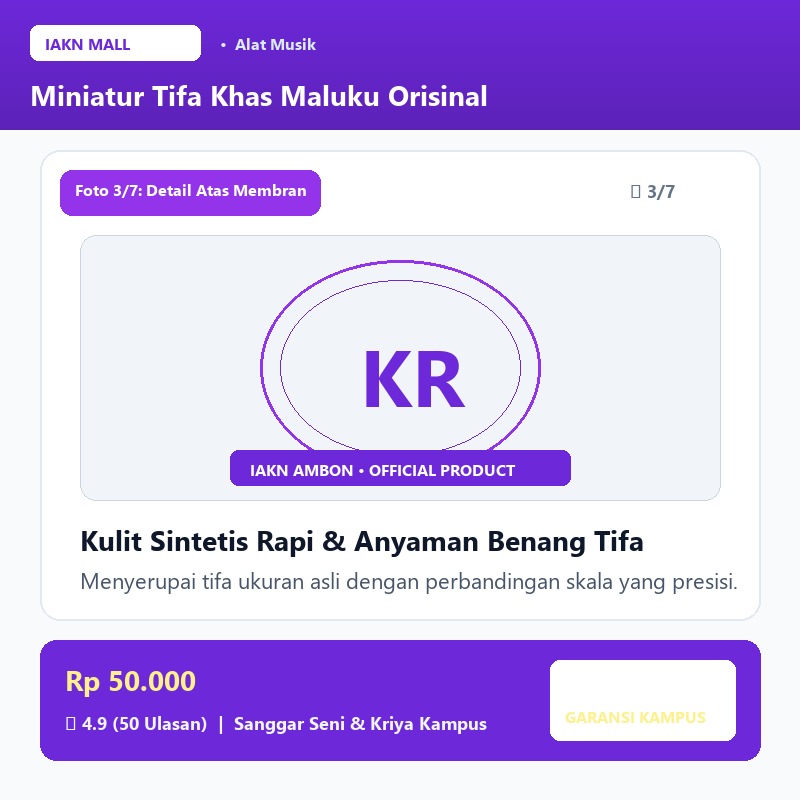 IAKN MALL
• Alat Musik
Miniatur Tifa Khas Maluku Orisinal
Foto 3/7: Detail Atas Membran
3/7
KR
IAKN AMBON • OFFICIAL PRODUCT
Kulit Sintetis Rapi & Anyaman Benang Tifa
Menyerupai tifa ukuran asli dengan perbandingan skala yang presisi.
Rp 50.000
4.9 (50 Ulasan) | Sanggar Seni & Kriya Kampus
GARANSI KAMPUS